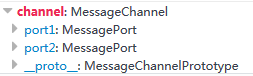 channel: MessageChannel
port1: MessagePort
port2: MessagePort
__proto__: MessageChannelPrototype